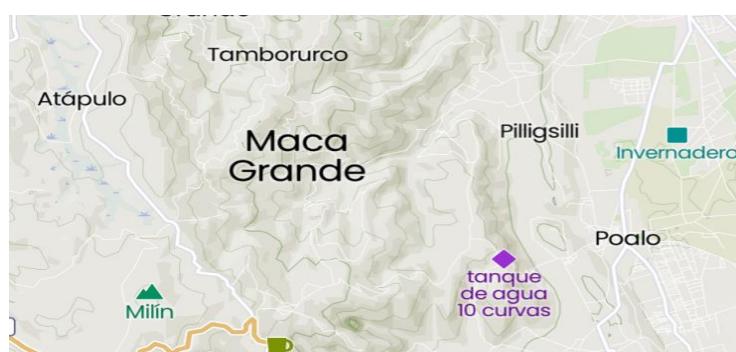 Tamborurco
Atápulo
Maca
Grande
Pilligsilli
Invernadero
Poalo
tanque
de agua
10 curvas
Milín